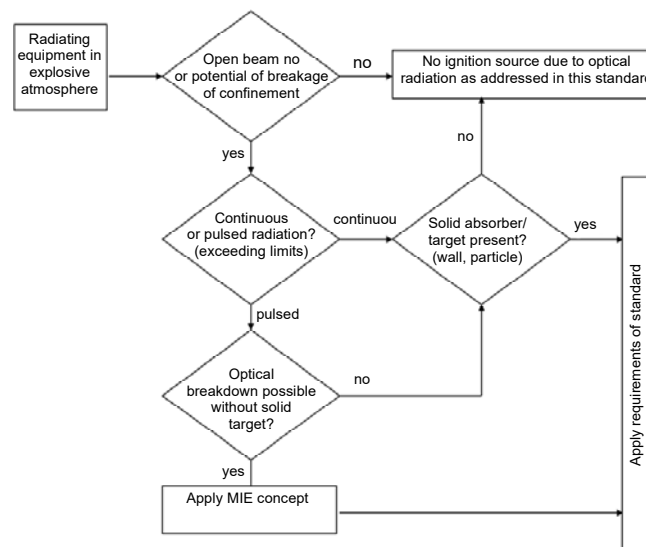 Radiating
equipment in
explosive
atmosphere
Open beam no
or potential of breakage
of confinement
no
No ignition source due to optical
radiation as addressed in this standard
no
yes
Continuous
or pulsed radiation?
(exceeding limits)
continuou
Solid absorber/
target present?
(wall, particle)
yes
Apply requirements of standard
pulsed
Optical
breakdown possible
without solid
target?
no
yes
Apply MIE concept